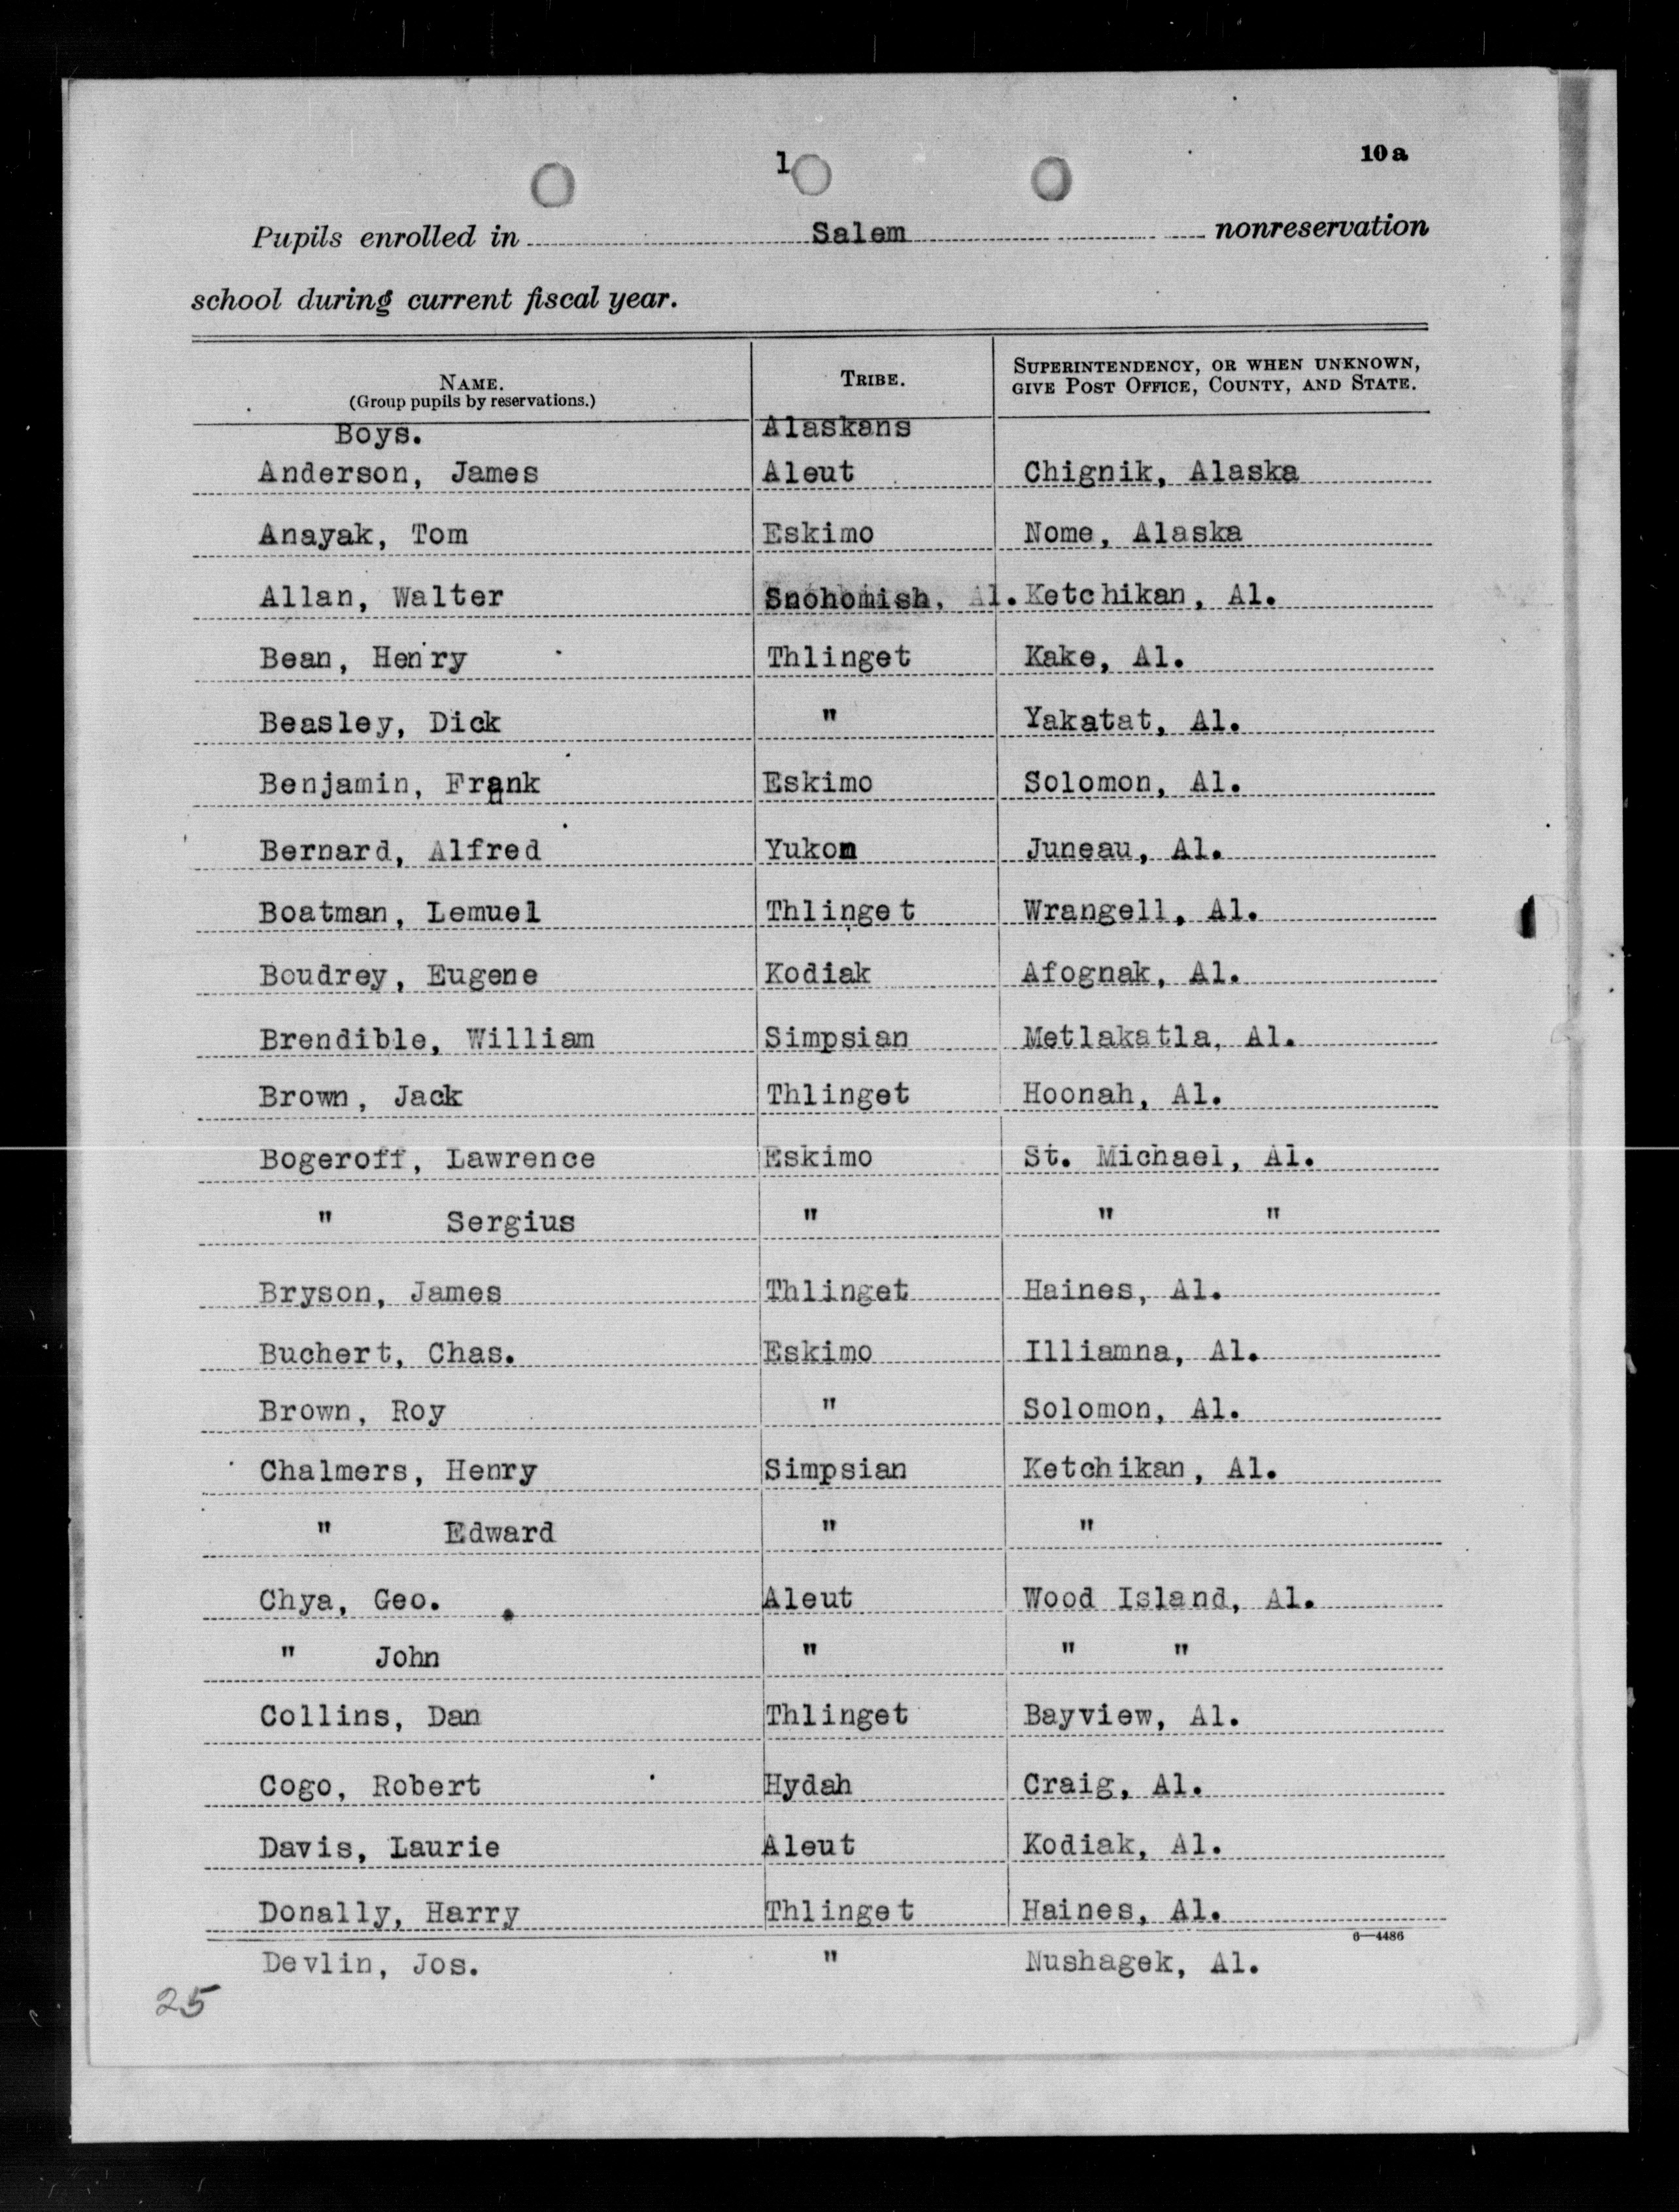 1
10 a
Pupils enrolled in Salem nonreservation
school during current fiscal year.
NAME. (Group pupils by reservations.) TRIBE. SUPERINTENDENCY, OR WHEN UNKNOWN, GIVE POST OFFICE, COUNTY, AND STATE.
Boys. Alaskans
Anderson, James Aleut Chignik, Alaska
Anayak, Tom Eskimo Nome, Alaska
Allan, Walter Snohomish, Al. Ketchikan, Al.
Bean, Henry Thlinget Kake, Al.
Beasley, Dick " Yakatat, Al.
Benjamin, Frank Eskimo Solomon, Al.
Bernard, Alfred Yukon Juneau, Al.
Boatman, Lemuel Thlinget Wrangell, Al.
Boudrey, Eugene Kodiak Afognak, Al.
Brendible, William Simpsian Metlakatla, Al.
Brown, Jack Thlinget Hoonah, Al.
Bogeroff, Lawrence Eskimo St. Michael, Al.
" Sergius " " "
Bryson, James Thlinget Haines, Al.
Buchert, Chas. Eskimo Illiamna, Al.
Brown, Roy " Solomon, Al.
Chalmers, Henry Simpsian Ketchikan, Al.
" Edward " "
Chya, Geo. Aleut Wood Island, Al.
" John " " "
Collins, Dan Thlinget Bayview, Al.
Cogo, Robert Hydah Craig, Al.
Davis, Laurie Aleut Kodiak, Al.
Donally, Harry Thlinget Haines, Al.
6—4486
Devlin, Jos. " Nushagek, Al.
25